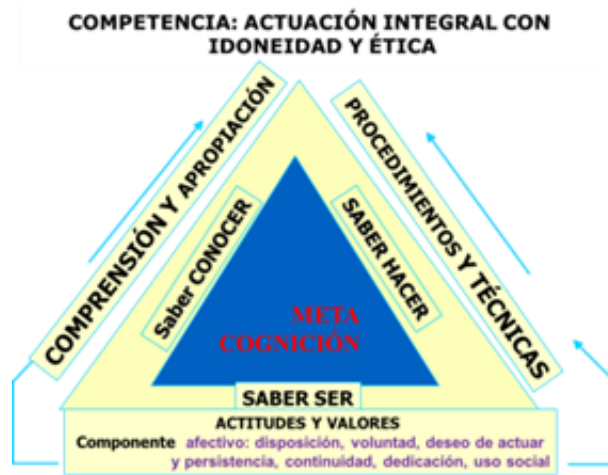 COMPETENCIA: ACTUACIÓN INTEGRAL CON
IDONEIDAD Y ÉTICA
COMPRENSIÓN Y APROPIACIÓN
PROCEDIMIENTOS Y TÉCNICAS
Saber CONOCER
SABER HACER
META
COGNICIÓN
SABER SER
ACTITUDES Y VALORES
Componente afectivo: disposición, voluntad, deseo de actuar
y persistencia, continuidad, dedicación, uso social